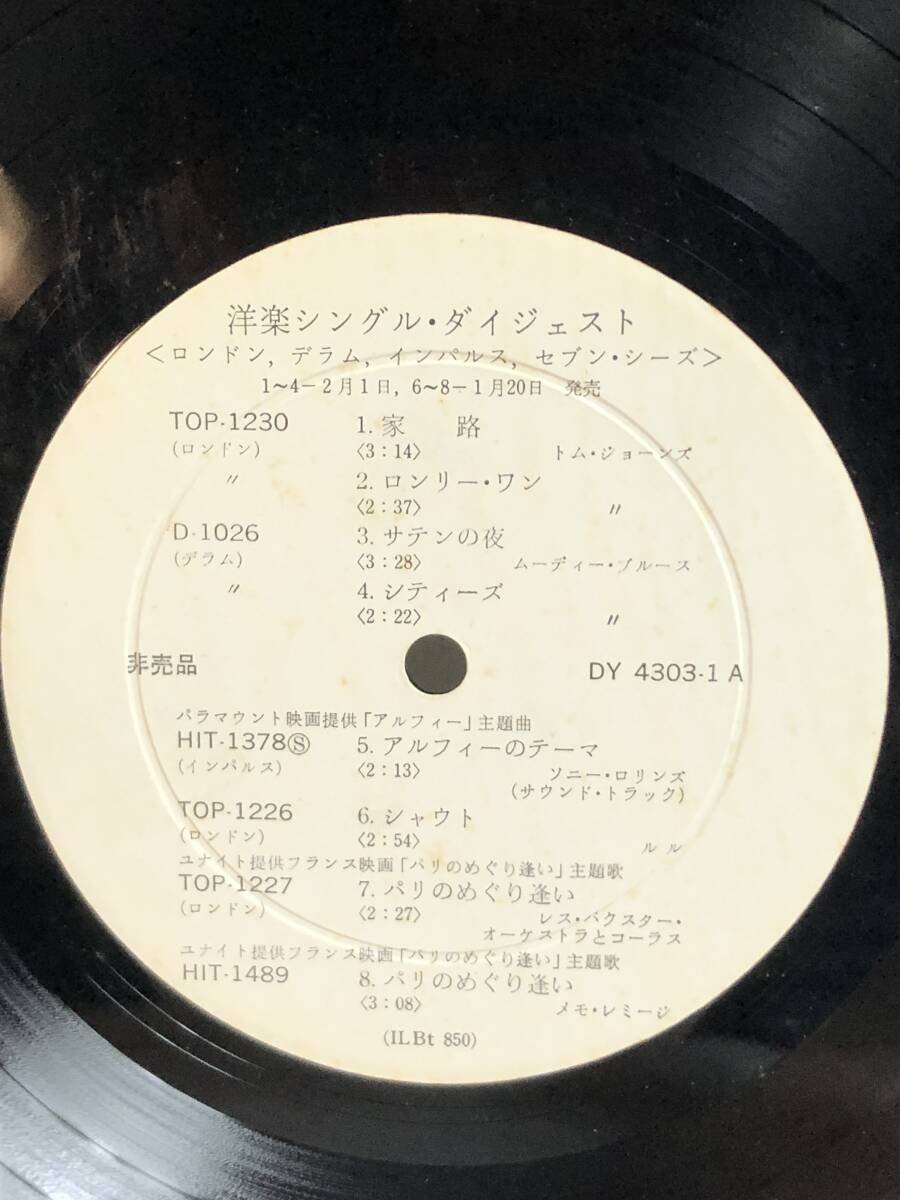 洋楽シングル・ダイジェスト
<ロンドン, デラム, インパルス, セブン・シーズ>
1~4-2月1日, 6~8-1月20日 発売
TOP-1230 1. 家 路
(ロンドン) 〈3:14〉 トム・ジョーンズ
〃 2. ロンリー・ワン
〈2:37〉 〃
D-1026 3. サテンの夜
(デラム) 〈3:28〉 ムーディー・ブルース
〃 4. シティーズ
〈2:22〉 〃
非売品 DY 4303-1 A
パラマウント映画提供「アルフィー」主題曲
HIT-1378Ⓢ 5. アルフィーのテーマ
(インパルス) 〈2:13〉 ソニー・ロリンズ
(サウンド・トラック)
TOP-1226 6. シャウト
(ロンドン) 〈2:54〉 ルル
ユナイト提供フランス映画「パリのめぐり逢い」主題歌
TOP-1227 7. パリのめぐり逢い
(ロンドン) 〈2:27〉 レス・バクスター・
オーケストラとコーラス
ユナイト提供フランス映画「パリのめぐり逢い」主題歌
HIT-1489 8. パリのめぐり逢い
〈3:08〉 メモ・レミージ
(ILBt 850)